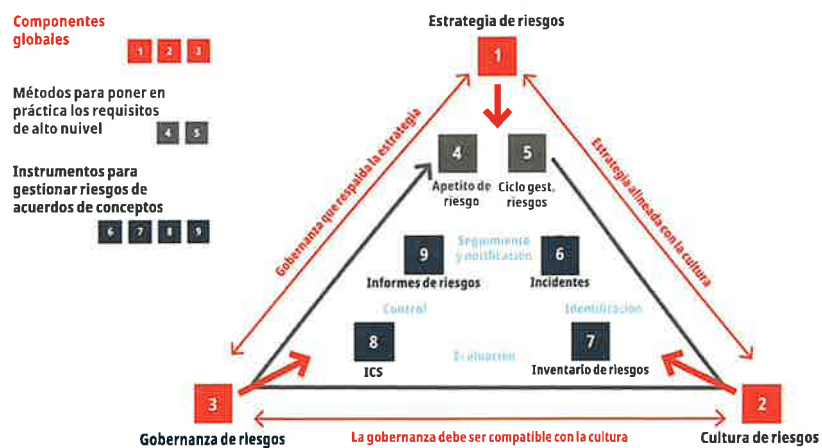 Componentes
globales
1 2 3
Métodos para poner en
práctica los requisitos
de alto nuivel
4 5
Instrumentos para
gestionar riesgos de
acuerdos de conceptos
6 7 8 9
Estrategia de riesgos
1
Gobernanza que respalda la estrategia
Estrategia alineada con la cultura
4
Apetito de
riesgo
5
Ciclo gest.
riesgos
9
Informes de riesgos
Seguimiento
y notificación
6
Incidentes
Control
Identificación
8
ICS
7
Inventario de riesgos
3
Gobernanza de riesgos
La gobernanza debe ser compatible con la cultura
2
Cultura de riesgos